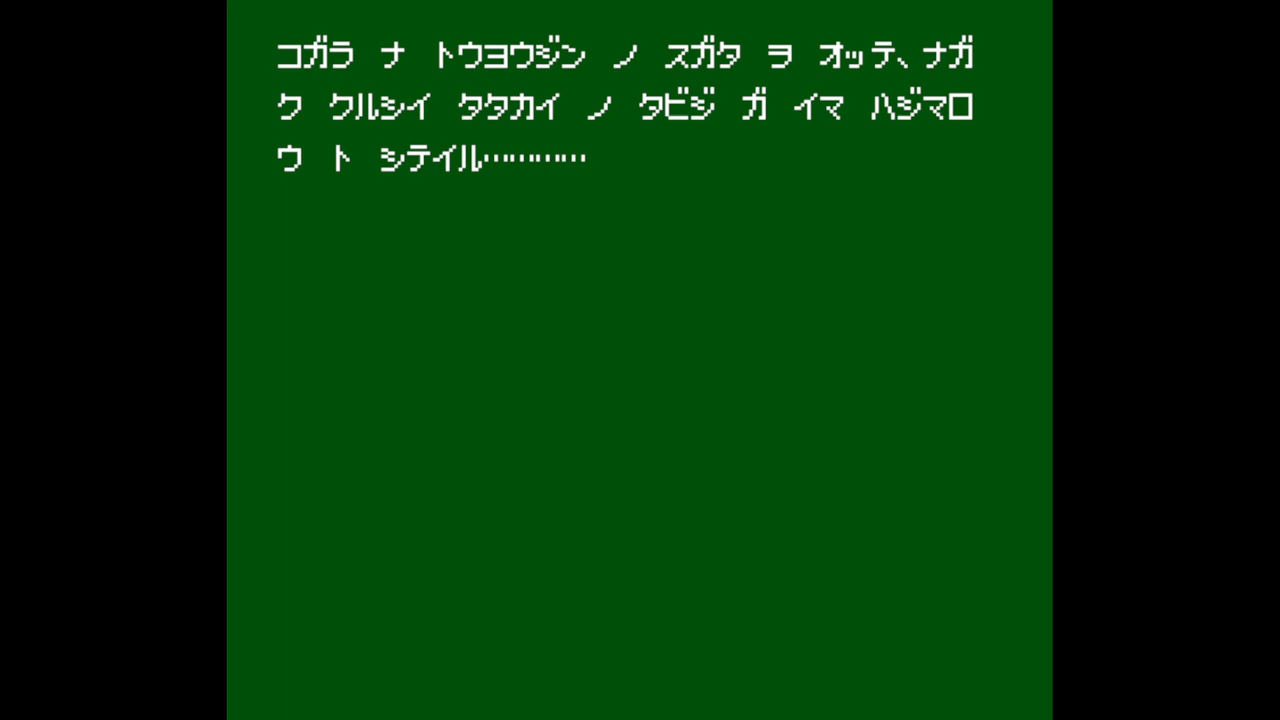 コガラ ナ トウヨウジン ノ スガタ ヲ オッテ、ナガ
ク クルシイ タタカイ ノ タビジ ガ イマ ハジマロ
ウ ト シテイル…………